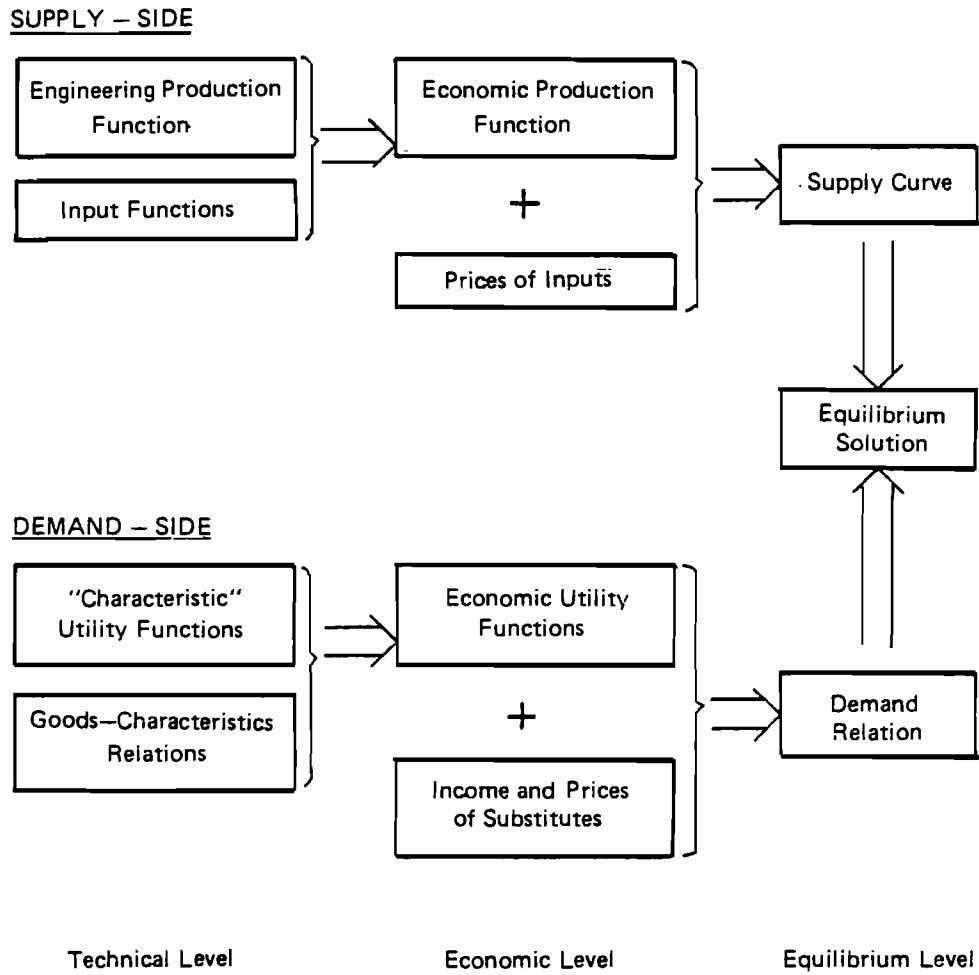 SUPPLY – SIDE
Engineering Production
Function
Input Functions
Economic Production
Function
+
Prices of Inputs
Supply Curve
Equilibrium
Solution
DEMAND – SIDE
"Characteristic"
Utility Functions
Goods–Characteristics
Relations
Economic Utility
Functions
+
Income and Prices
of Substitutes
Demand
Relation
Technical Level
Economic Level
Equilibrium Level